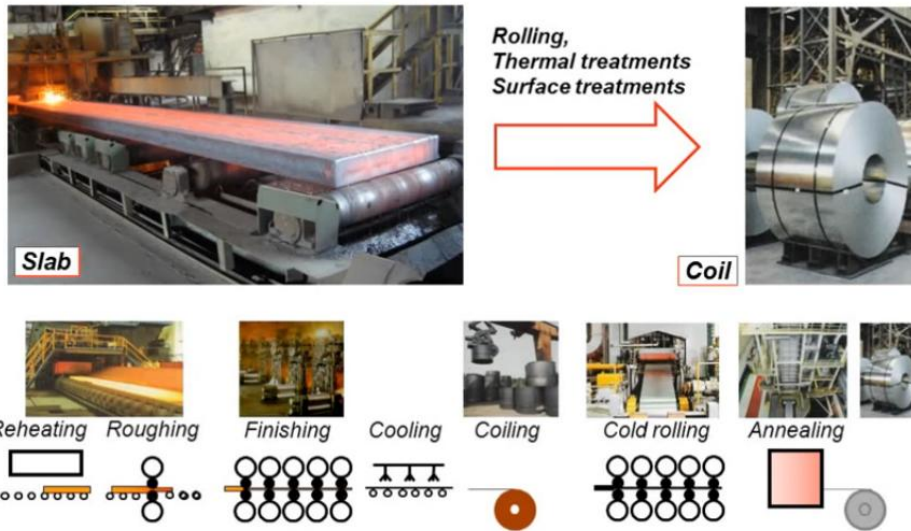 Rolling,
Thermal treatments
Surface treatments
Slab
Coil
Reheating Roughing Finishing Cooling Coiling Cold rolling Annealing